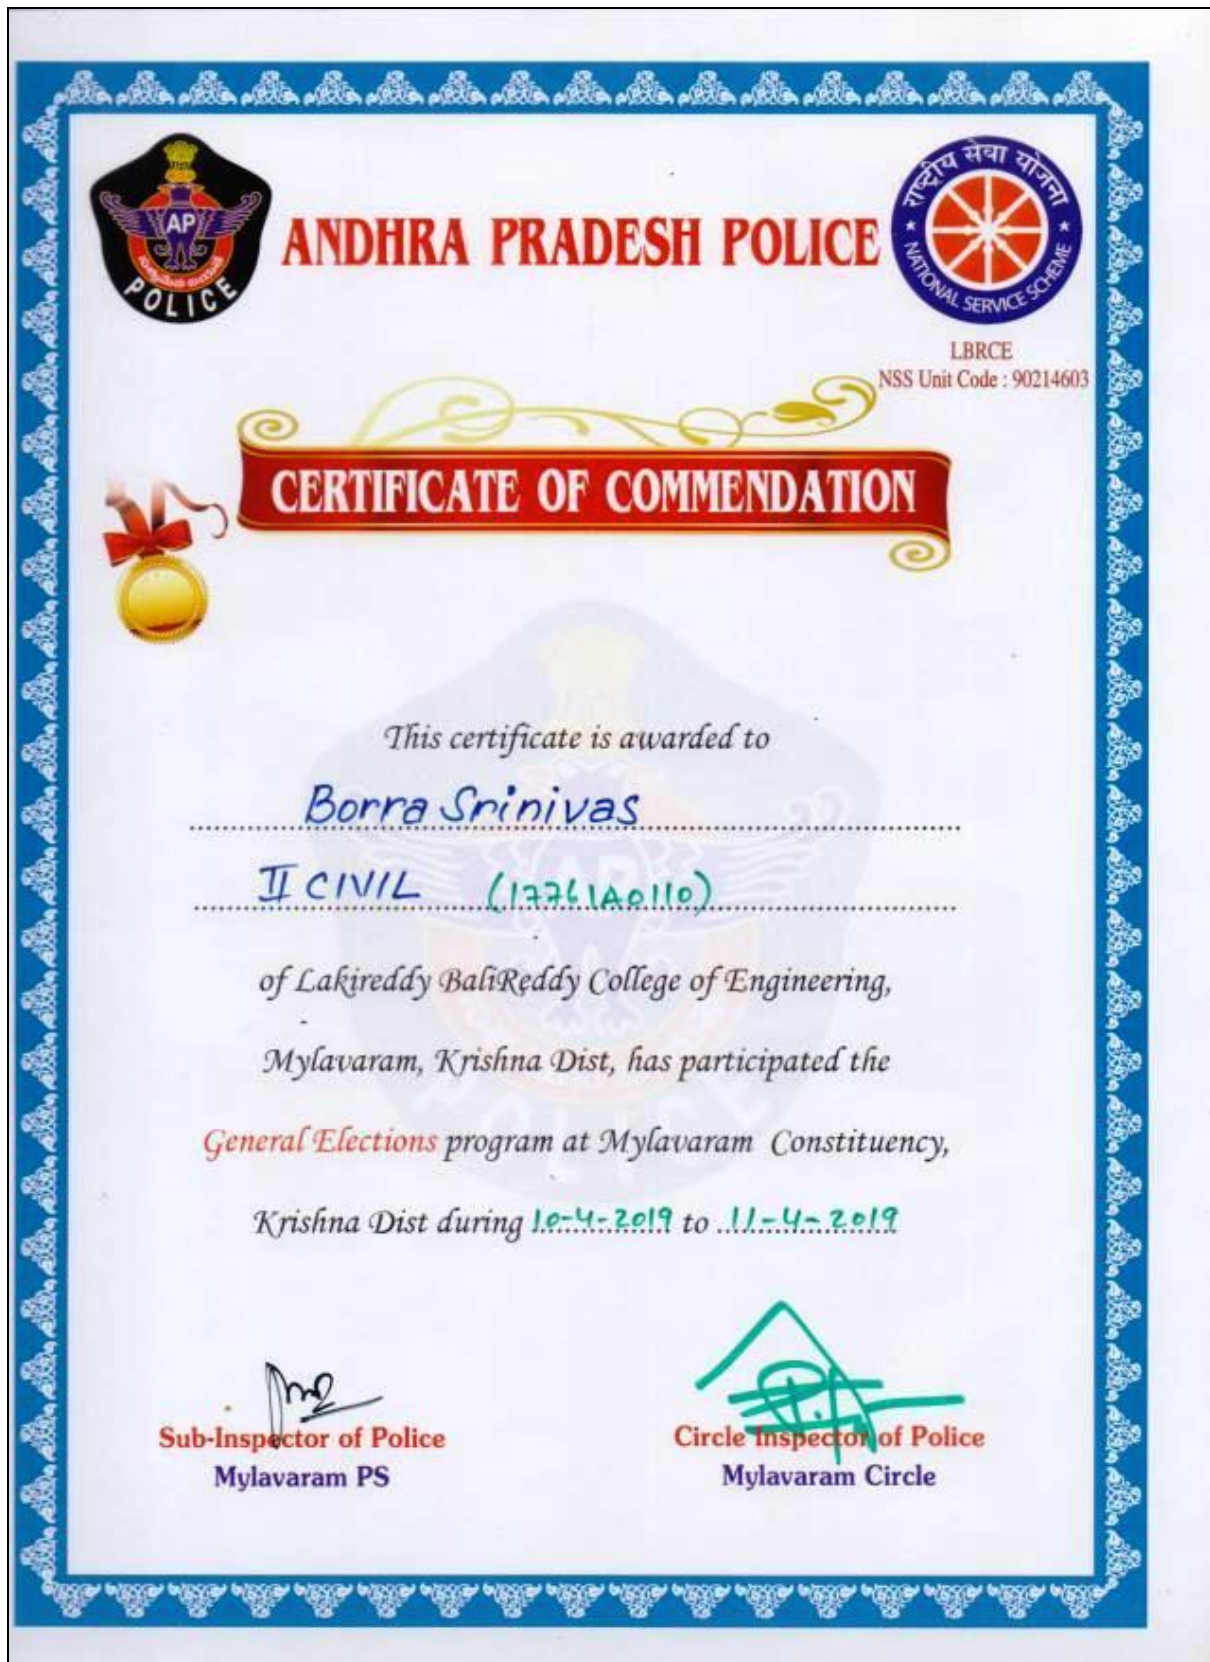 AP
POLICE
ANDHRA PRADESH POLICE
राष्ट्रीय सेवा योजना
NATIONAL SERVICE SCHEME
LBRCE
NSS Unit Code : 90214603
CERTIFICATE OF COMMENDATION
This certificate is awarded to
Borra Srinivas
II CIVIL (17761A0110)
of Lakireddy BaliReddy College of Engineering,
Mylavaram, Krishna Dist, has participated the
General Elections program at Mylavaram Constituency,
Krishna Dist during 10-4-2019 to 11-4-2019
Sub-Inspector of Police
Mylavaram PS
Circle Inspector of Police
Mylavaram Circle